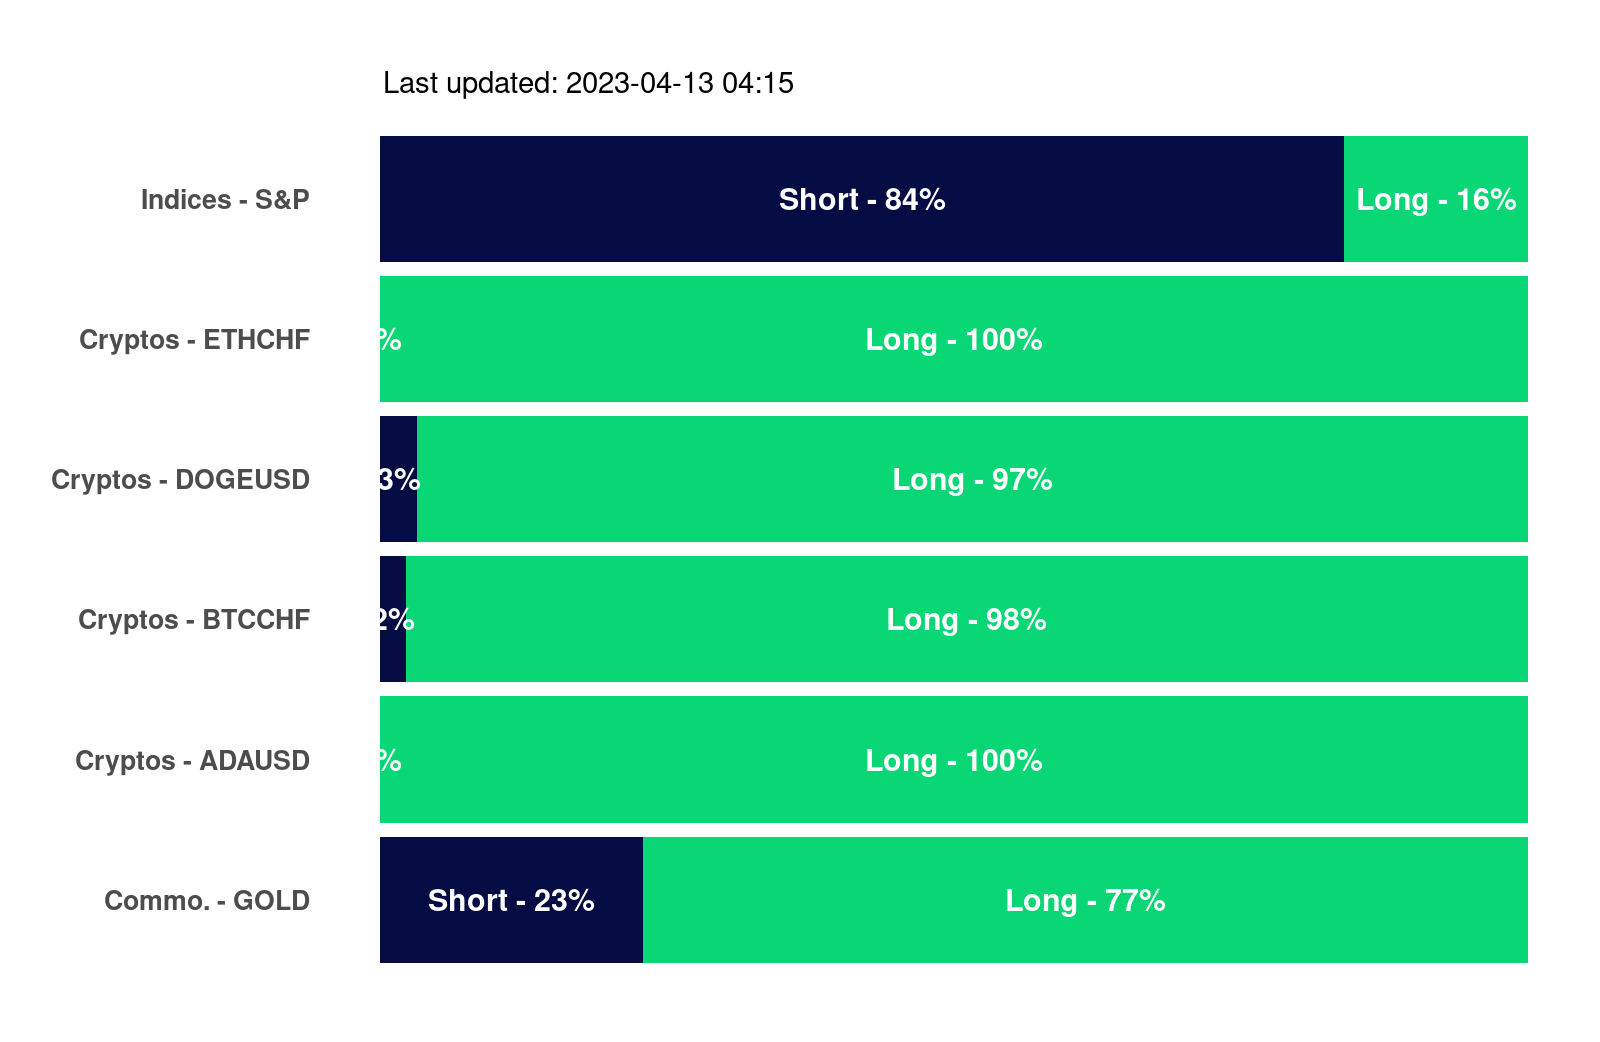 Last updated: 2023-04-13 04:15
Indices - S&P Short - 84% Long - 16%
Cryptos - ETHCHF % Long - 100%
Cryptos - DOGEUSD 3% Long - 97%
Cryptos - BTCCHF 2% Long - 98%
Cryptos - ADAUSD % Long - 100%
Commo. - GOLD Short - 23% Long - 77%